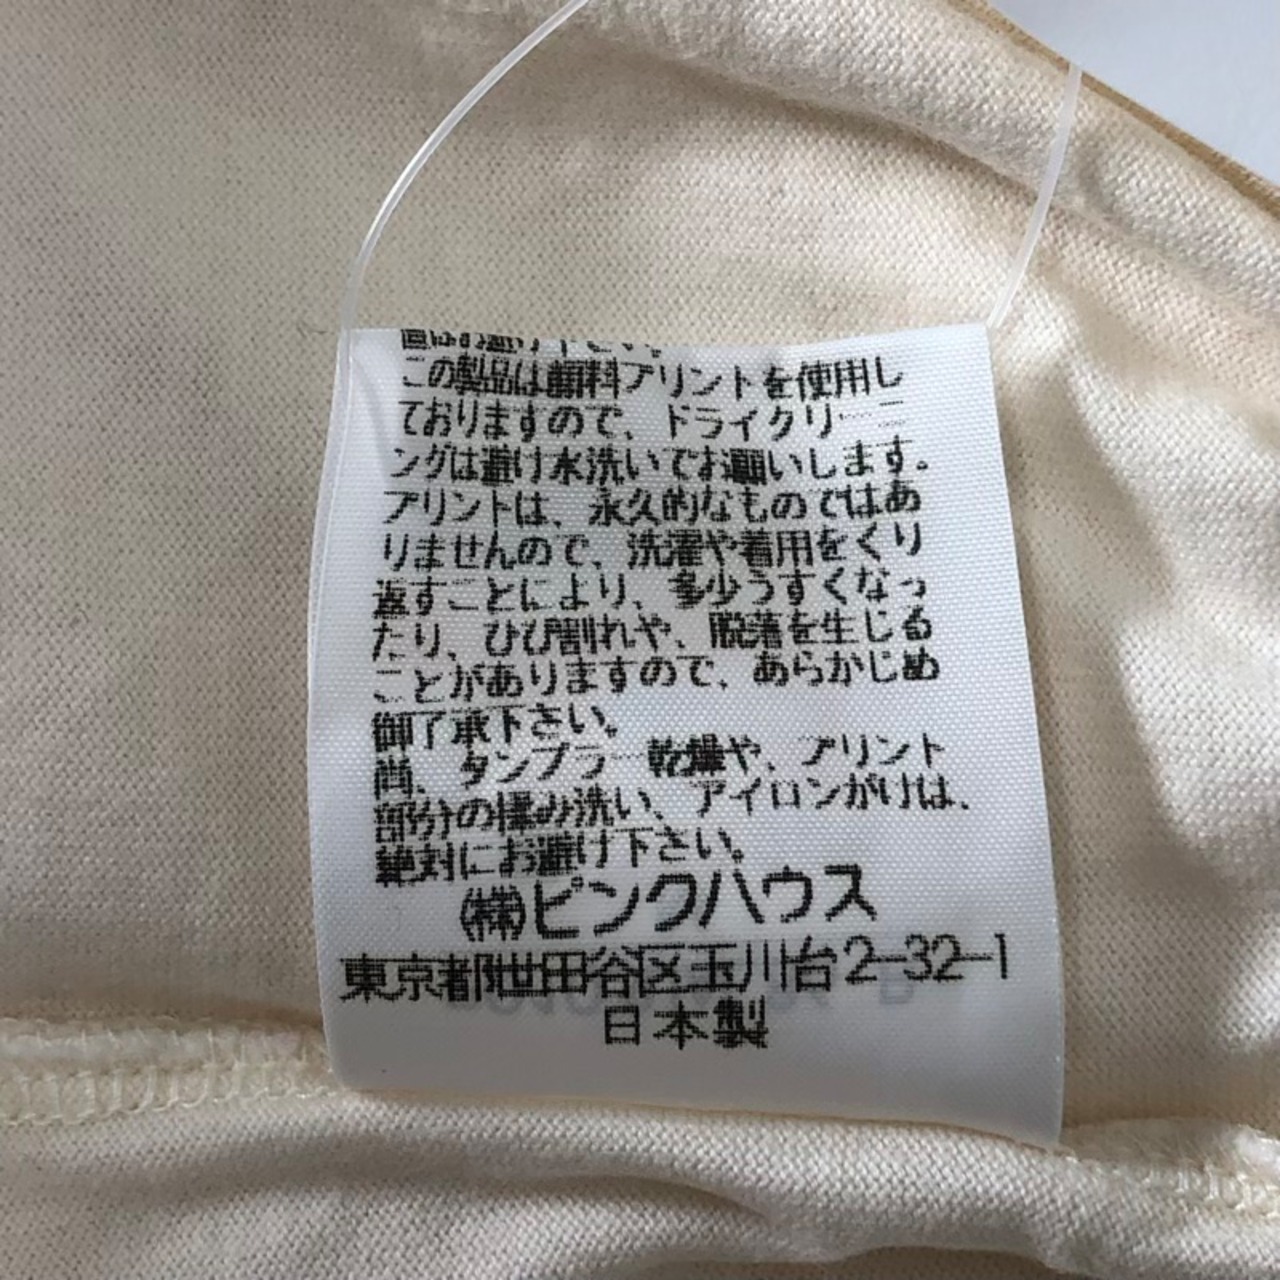 この製品は顔料プリントを使用し
ておりますので、ドライクリーニ
ングは避け水洗いでお願いします。
プリントは、永久的なものではあ
りませんので、洗濯や着用をくり
返すことにより、多少うすくなっ
たり、ひび割れや、脱落を生じる
ことがありますので、あらかじめ
御了承下さい。
尚、タンブラー乾燥や、プリント
部分の揉み洗い、アイロンがけは、
絶対にお避け下さい。
㈱ピンクハウス
東京都世田谷区玉川台2-32-1
日本製